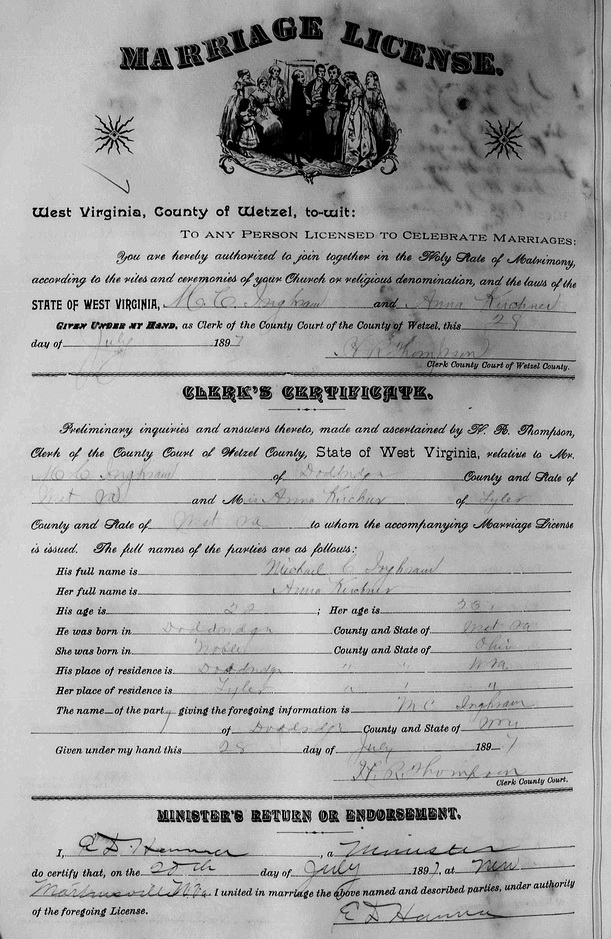 MARRIAGE LICENSE.
West Virginia, County of Wetzel, to-wit:
TO ANY PERSON LICENSED TO CELEBRATE MARRIAGES:
You are hereby authorized to join together in the Holy State of Matrimony,
according to the rites and ceremonies of your Church or religious denomination, and the laws of the
STATE OF WEST VIRGINIA, M. C. Inghram and Anna Kirchner
GIVEN UNDER MY HAND, as Clerk of the County Court of the County of Wetzel, this 28
day of July 1897
H R Thompson
Clerk County Court of Wetzel County.
CLERK'S CERTIFICATE.
Preliminary inquiries and answers thereto, made and ascertained by H. R. Thompson,
Clerk of the County Court of Wetzel County, State of West Virginia, relative to Mr.
M C Inghram of Doddridge County and State of
West Va and Miss Anna Kirchner of Tyler
County and State of West Va to whom the accompanying Marriage License
is issued. The full names of the parties are as follows:
His full name is Michael C Inghram
Her full name is Anna Kirchner
His age is 22 ; Her age is 23
He was born in Doddridge County and State of West Va
She was born in Noble County and State of Ohio
His place of residence is Doddridge " " W Va
Her place of residence is Tyler " " "
The name of the party giving the foregoing information is M C Inghram
of Doddridge County and State of
Given under my hand this 28 day of July 1897
H. R. Thompson
Clerk County Court.
MINISTER'S RETURN OR ENDORSEMENT.
I, E. D. Hanna, a Minister
do certify that, on the day of July 1897, at New
Martinsville W Va. I united in marriage the above named and described parties, under authority
of the foregoing License. E D Hanna